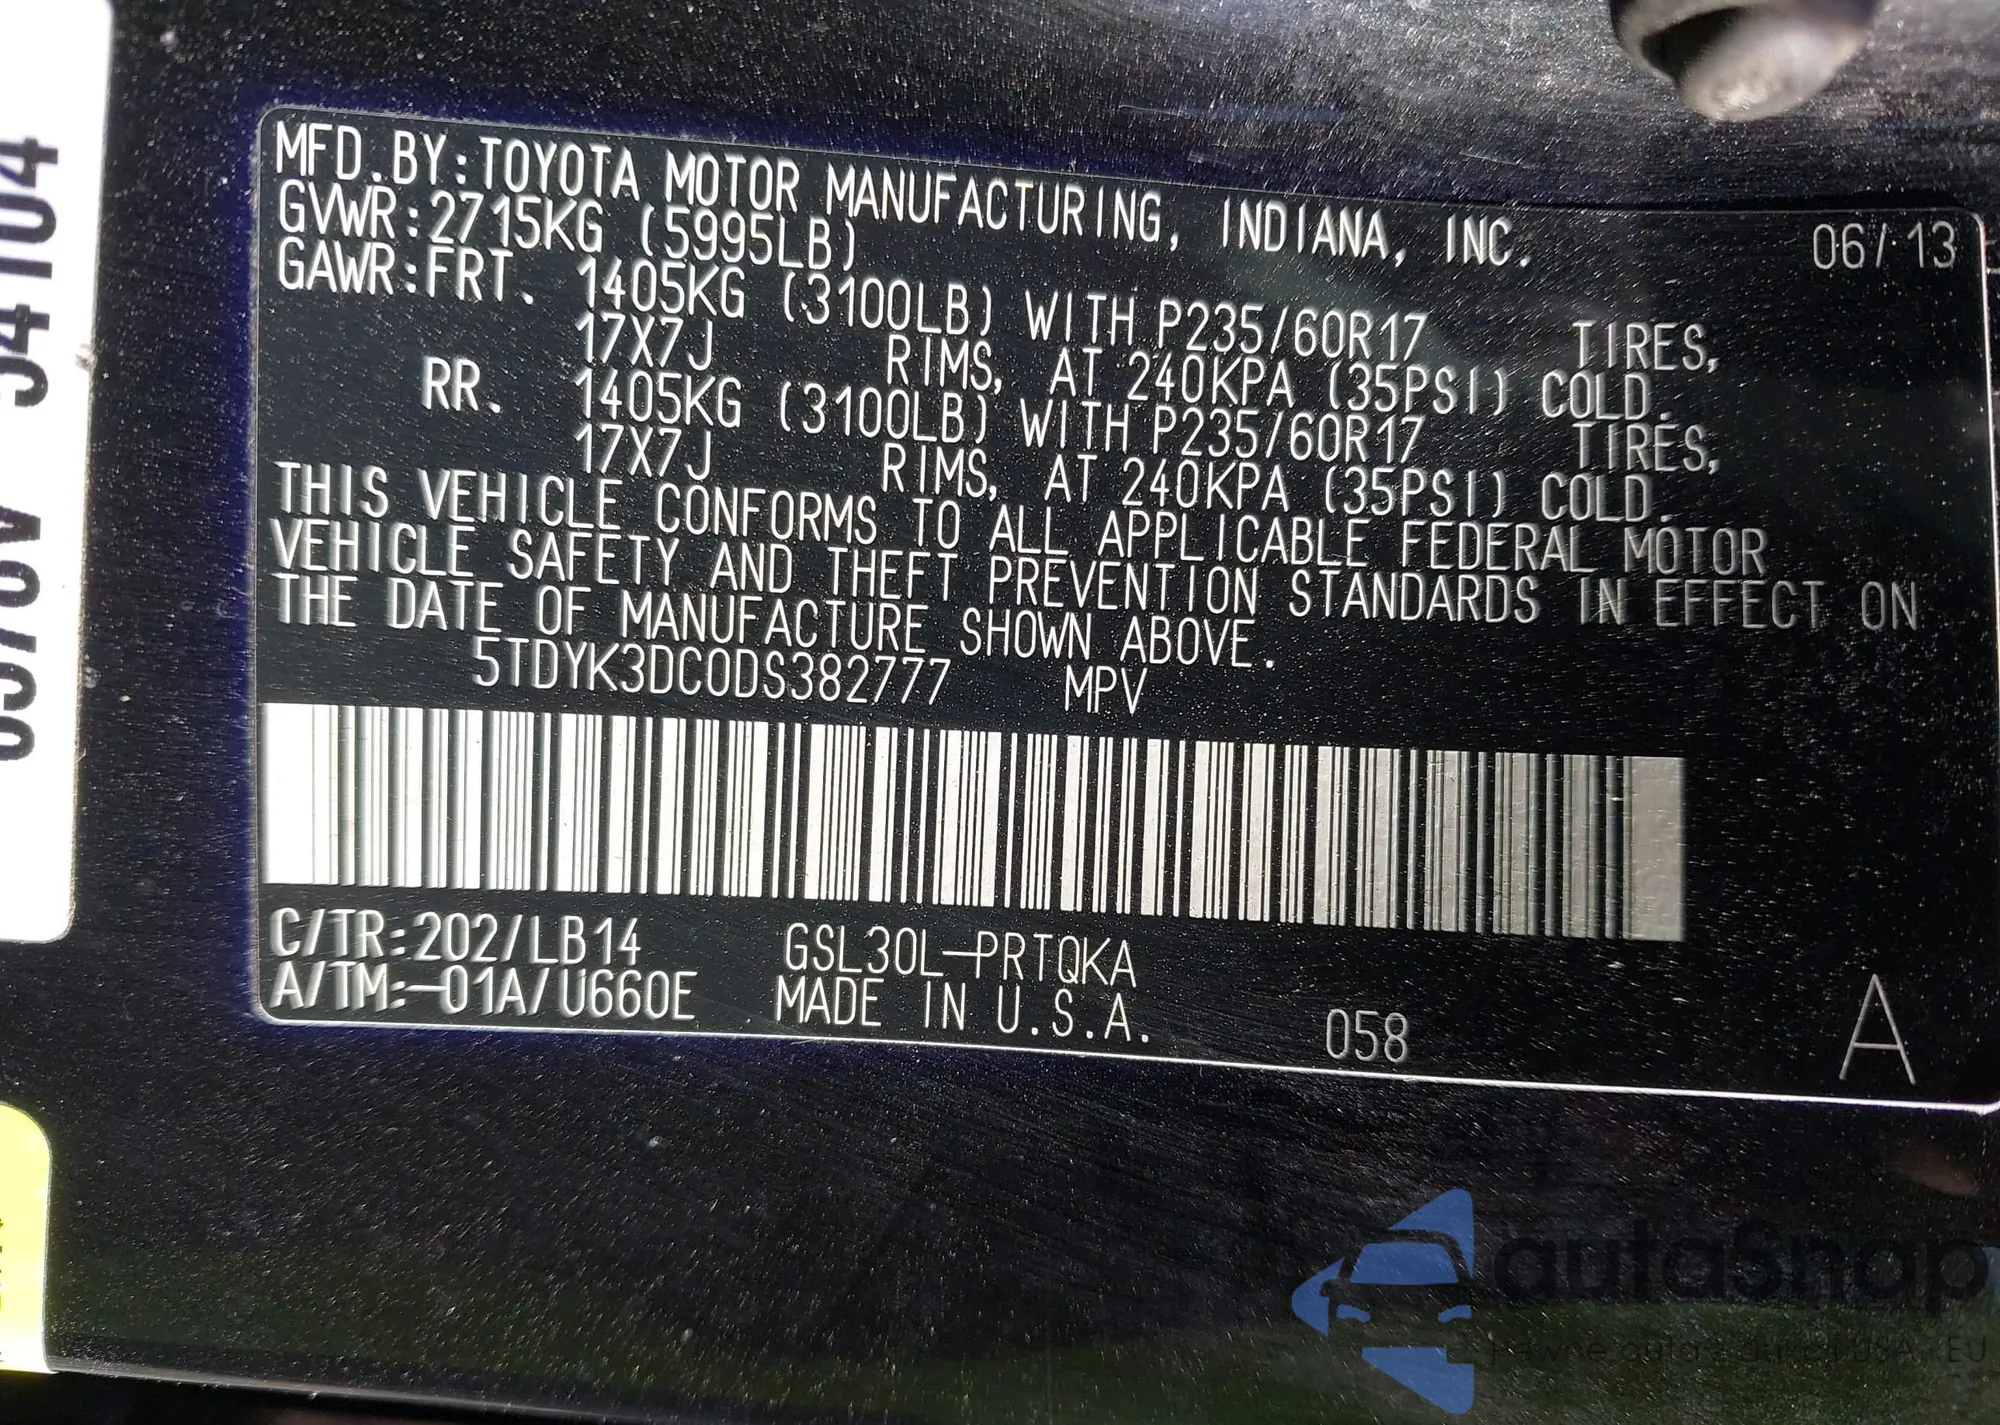 MFD. BY: TOYOTA MOTOR MANUFACTURING, INDIANA, INC. 06/13
GVWR: 2715KG (5995LB)
GAWR: FRT. 1405KG (3100LB) WITH P235/60R17 TIRES,
17X7J RIMS, AT 240KPA (35PSI) COLD.
RR. 1405KG (3100LB) WITH P235/60R17 TIRES,
17X7J RIMS, AT 240KPA (35PSI) COLD.
THIS VEHICLE CONFORMS TO ALL APPLICABLE FEDERAL MOTOR
VEHICLE SAFETY AND THEFT PREVENTION STANDARDS IN EFFECT ON
THE DATE OF MANUFACTURE SHOWN ABOVE.
5TDYK3DC0DS382777 MPV
C/TR: 202/LB14 GSL30L-PRTQKA
A/TM: -01A/U660E MADE IN U.S.A. 058 A
autoSnap